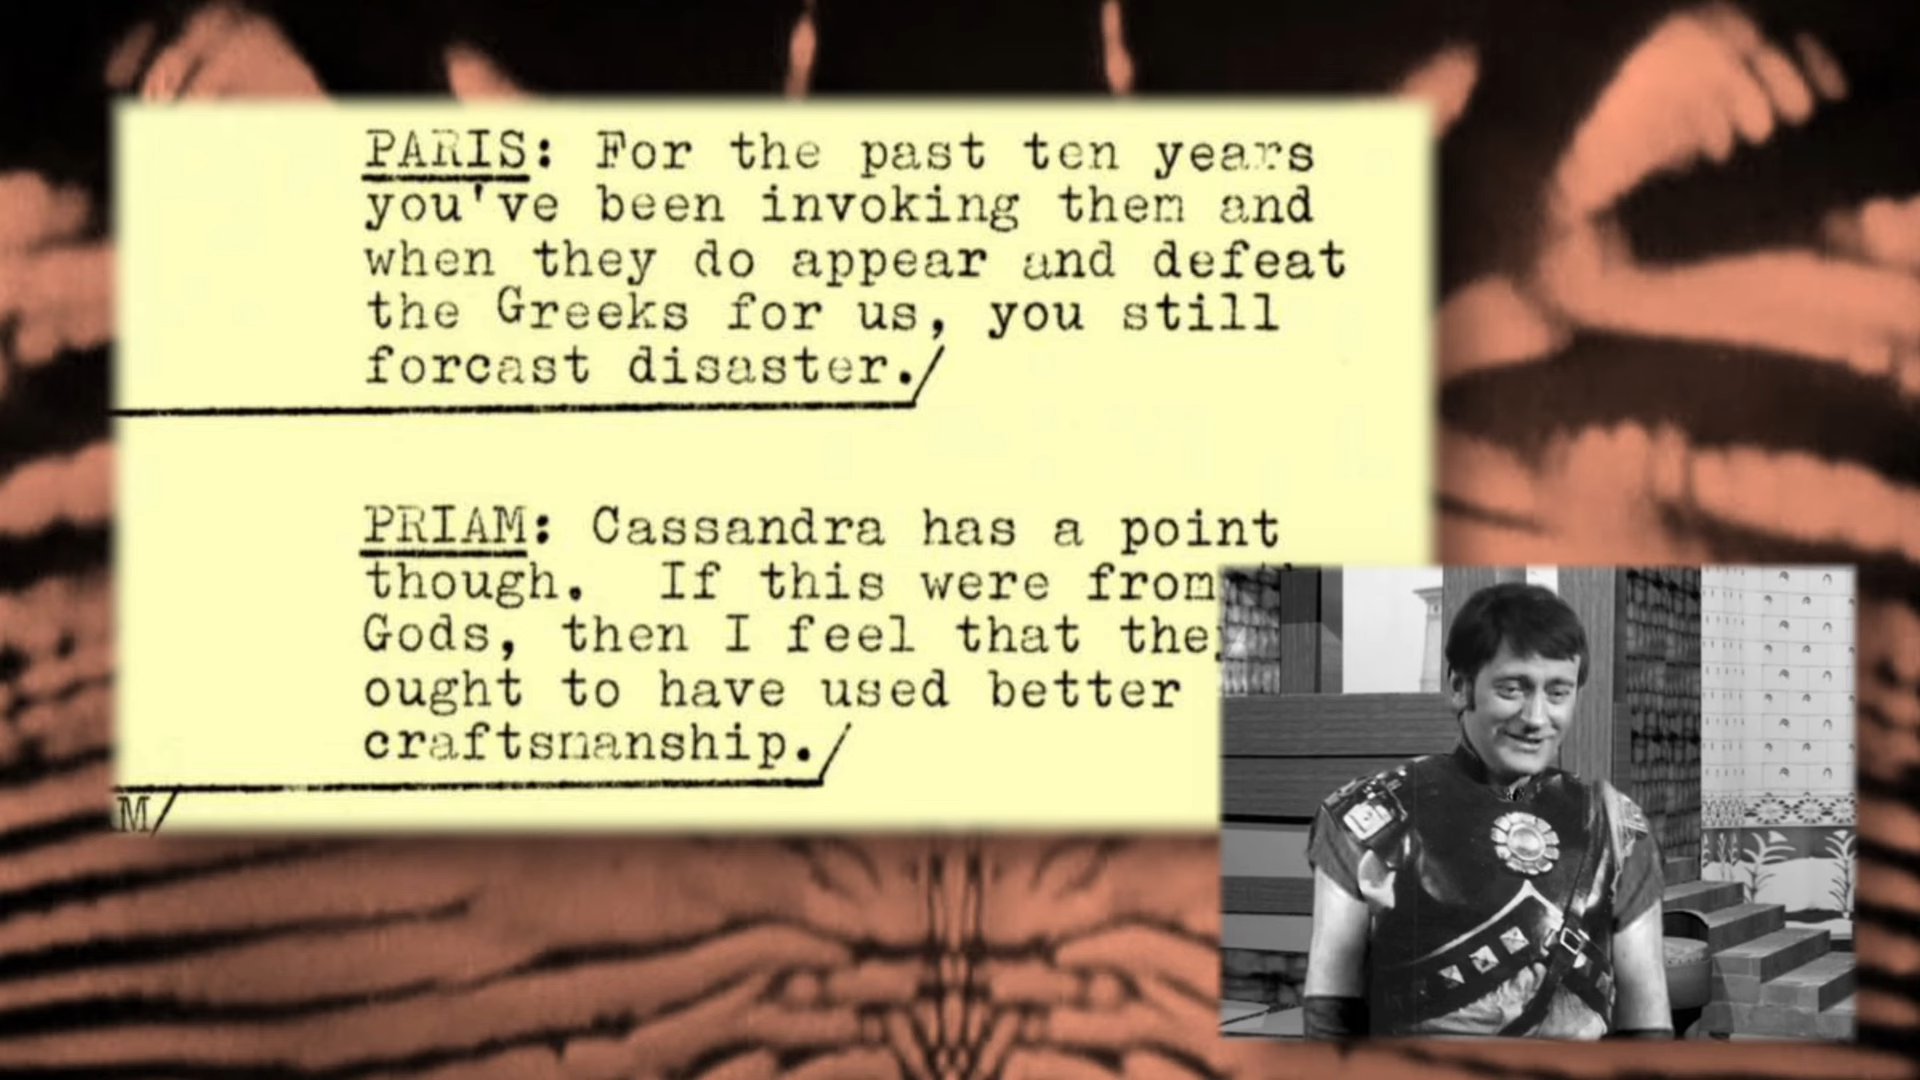 PARIS: For the past ten years
you've been invoking them and
when they do appear and defeat
the Greeks for us, you still
forcast disaster./
PRIAM: Cassandra has a point
though. If this were from
Gods, then I feel that
ought to have used better
craftsmanship./
M/